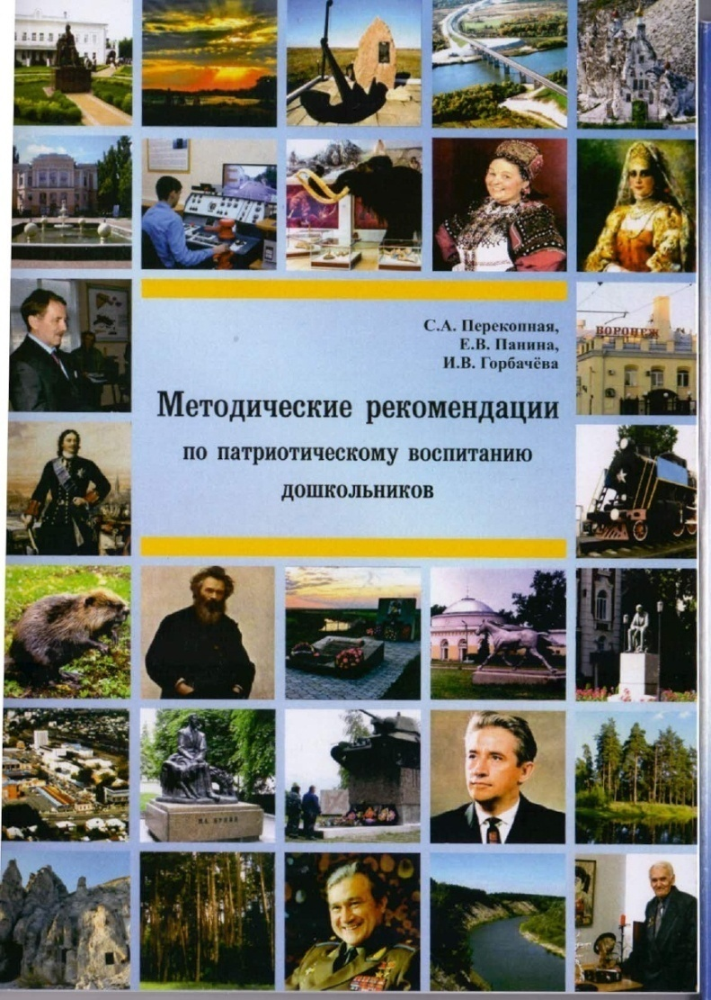 С.А. Перекопная,
Е.В. Панина,
И.В. Горбачёва
ВОРОНЕЖ
Методические рекомендации
по патриотическому воспитанию
дошкольников